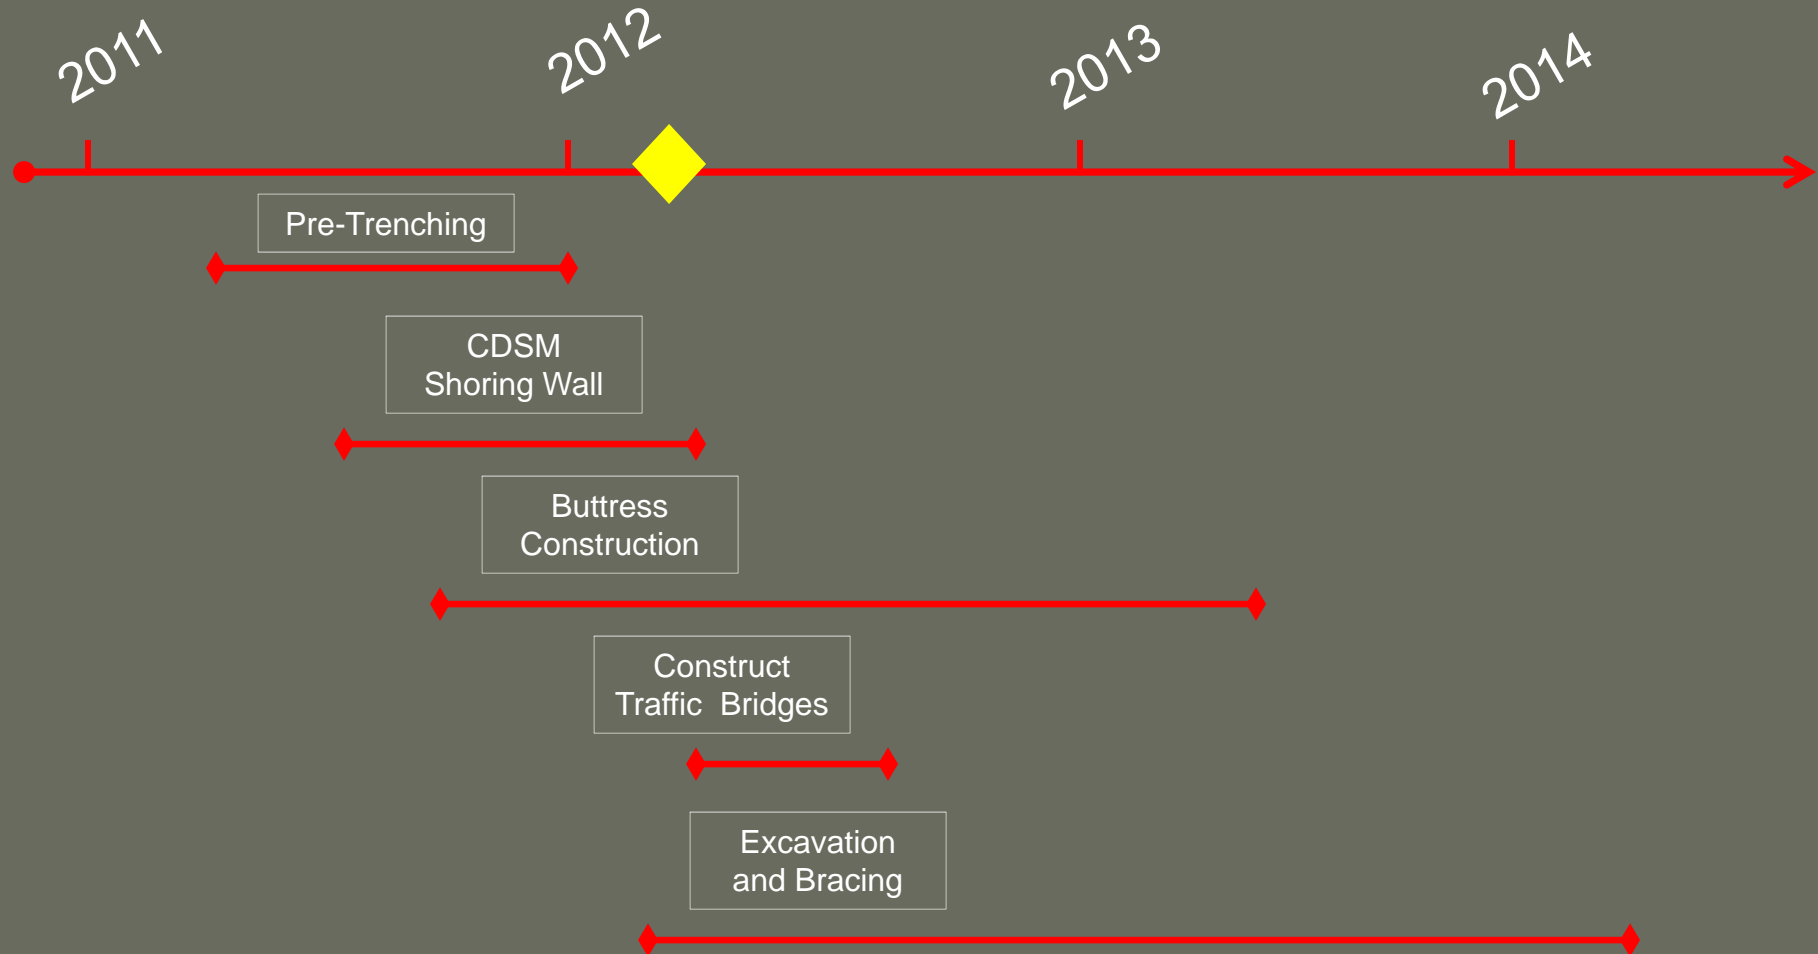 2011
2012
2013
2014
Pre-Trenching
CDSM
Shoring Wall
Buttress
Construction
Construct
Traffic  Bridges
Excavation
and Bracing